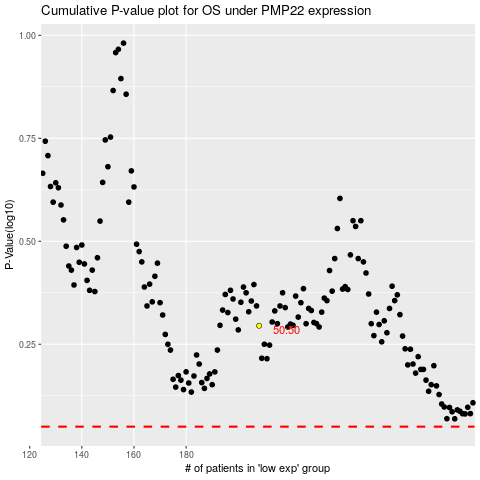 Cumulative P-value plot for OS under PMP22 expression
1.00
0.75
0.50
0.25
P-Value(log10)
50:50
120 140 160 180
# of patients in 'low exp' group